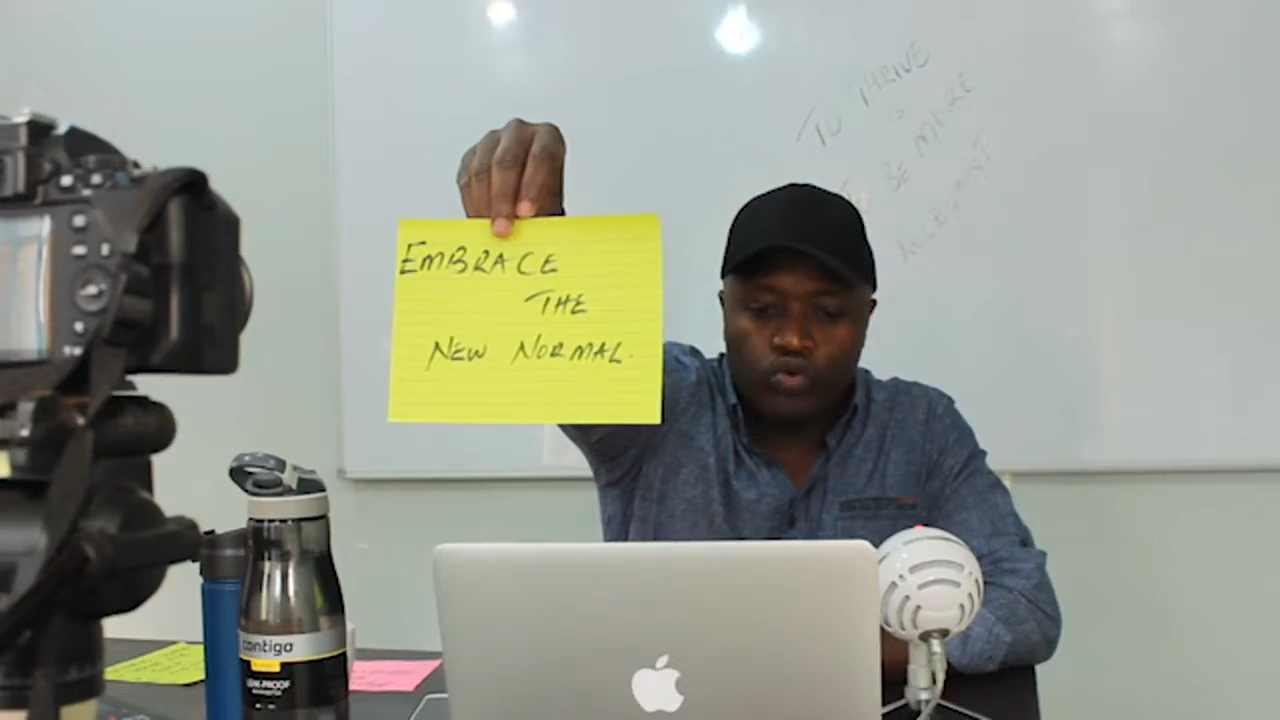 EMBRACE
THE
NEW NORMAL.
TO THRIVE
BE MORE
contigo